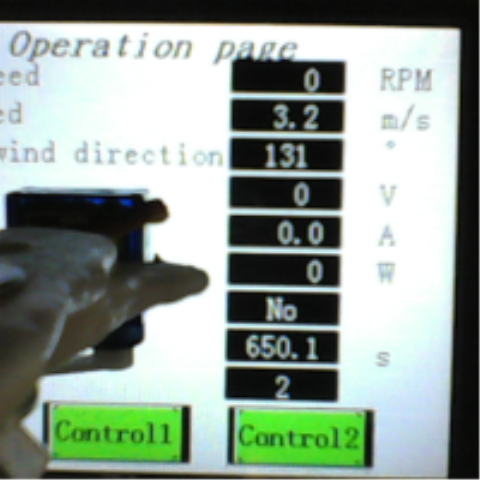 Operation page
eed 0 RPM
ed 3.2 m/s
wind direction 131 °
0 V
0.0 A
0 W
No
650.1 s
2
Control1 Control2